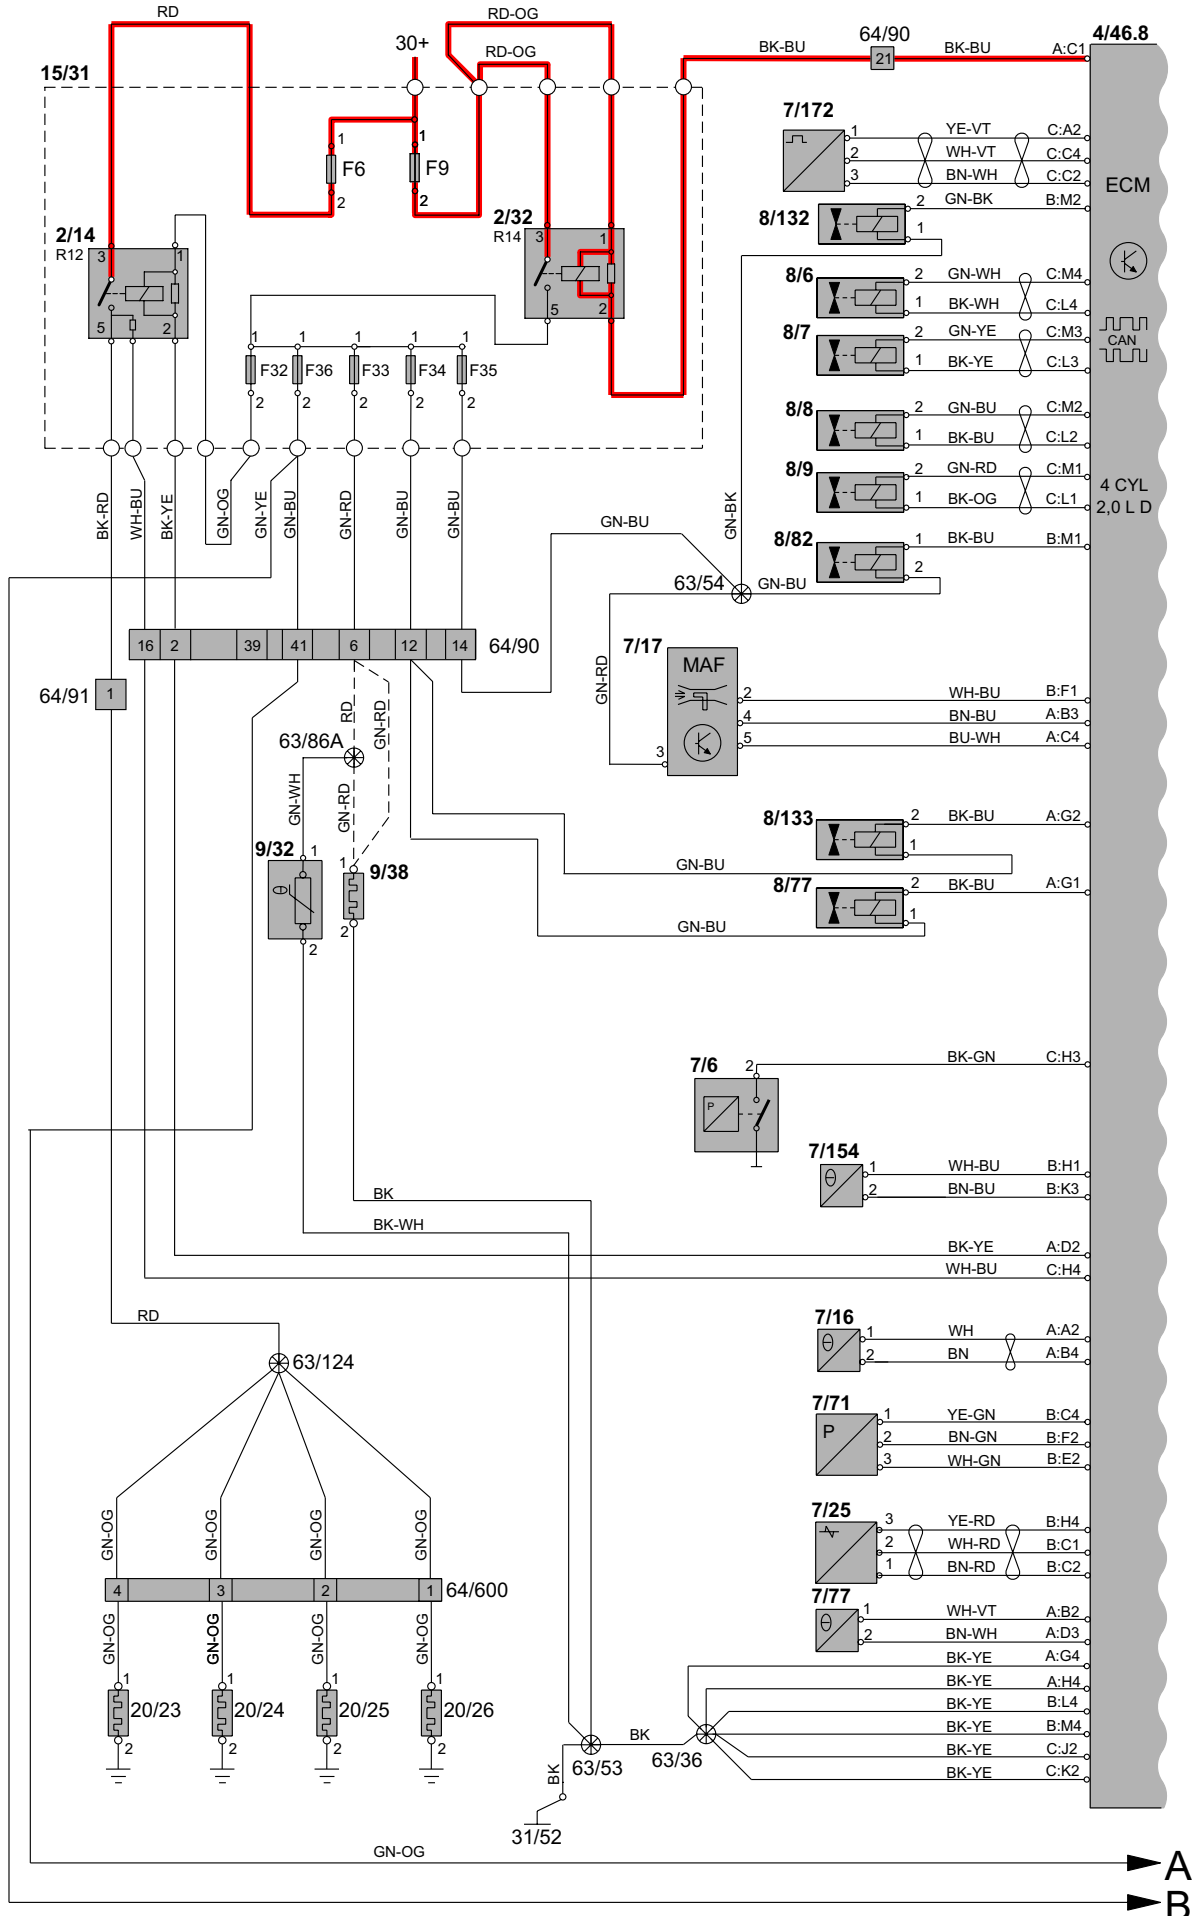 RD
RD-OG
30+
RD-OG
64/90
4/46.8
BK-BU
21
BK-BU
A:C1
15/31
7/172
1 YE-VT C:A2
2 WH-VT C:C4
3 BN-WH C:C2
ECM
1 F6 2
1 F9 2
8/132
2 GN-BK B:M2
1
2/14
R12
3 1
5 2
2/32
R14
3 1
5 2
8/6
2 GN-WH C:M4
1 BK-WH C:L4
8/7
2 GN-YE C:M3
1 BK-YE C:L3
CAN
1 1 1 1 1
F32 F36 F33 F34 F35
2 2 2 2 2
8/8
2 GN-BU C:M2
1 BK-BU C:L2
8/9
2 GN-RD C:M1
1 BK-OG C:L1
4 CYL
2,0 L D
BK-RD
WH-BU
BK-YE
GN-OG
GN-YE
GN-BU
GN-RD
GN-BU
GN-BU
GN-BU
GN-BK
8/82
1 BK-BU B:M1
2
63/54
GN-BU
16 2 39 41 6 12 14
64/90
64/91
1
7/17
MAF
GN-RD
2 WH-BU B:F1
4 BN-BU A:B3
5 BU-WH A:C4
3
RD
GN-RD
63/86A
GN-WH
GN-RD
9/32
1
2
1
9/38
2
8/133
2 BK-BU A:G2
1
GN-BU
8/77
2 BK-BU A:G1
1
GN-BU
7/6
2
P
BK-GN C:H3
7/154
θ
1 WH-BU B:H1
2 BN-BU B:K3
BK
BK-WH
BK-YE A:D2
WH-BU C:H4
RD
63/124
7/16
θ
1 WH A:A2
2 BN A:B4
7/71
P
1 YE-GN B:C4
2 BN-GN B:F2
3 WH-GN B:E2
7/25
3 YE-RD B:H4
2 WH-RD B:C1
1 BN-RD B:C2
GN-OG
GN-OG
GN-OG
GN-OG
4 3 2 1
64/600
GN-OG
GN-OG
GN-OG
GN-OG
7/77
θ
1 WH-VT A:B2
2 BN-WH A:D3
BK-YE A:G4
BK-YE A:H4
BK-YE B:L4
BK-YE B:M4
BK-YE C:J2
BK-YE C:K2
1 1 1 1
20/23 20/24 20/25 20/26
2 2 2 2
BK
63/53
63/36
BK
31/52
GN-OG
A
B